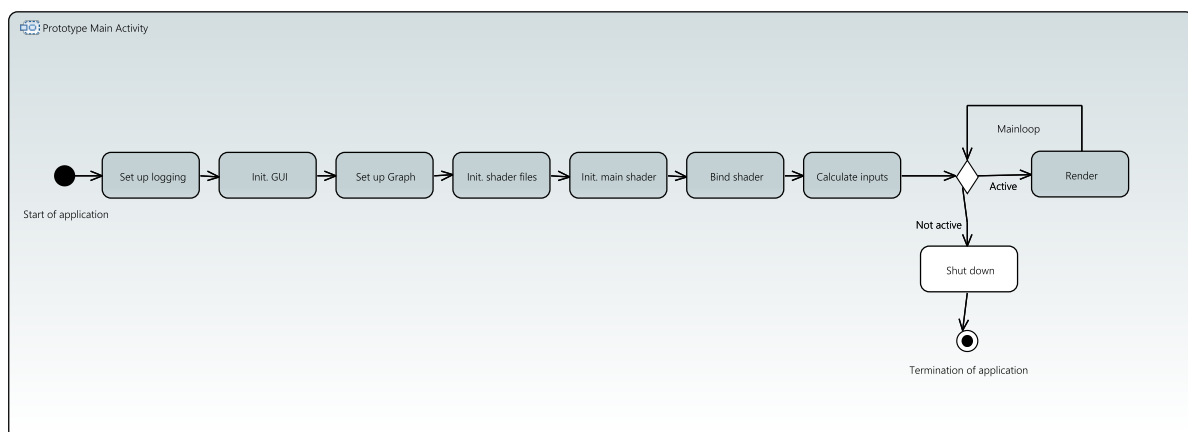 Prototype Main Activity
Mainloop
Set up logging
Init. GUI
Set up Graph
Init. shader files
Init. main shader
Bind shader
Calculate inputs
Active
Render
Start of application
Not active
Shut down
Termination of application